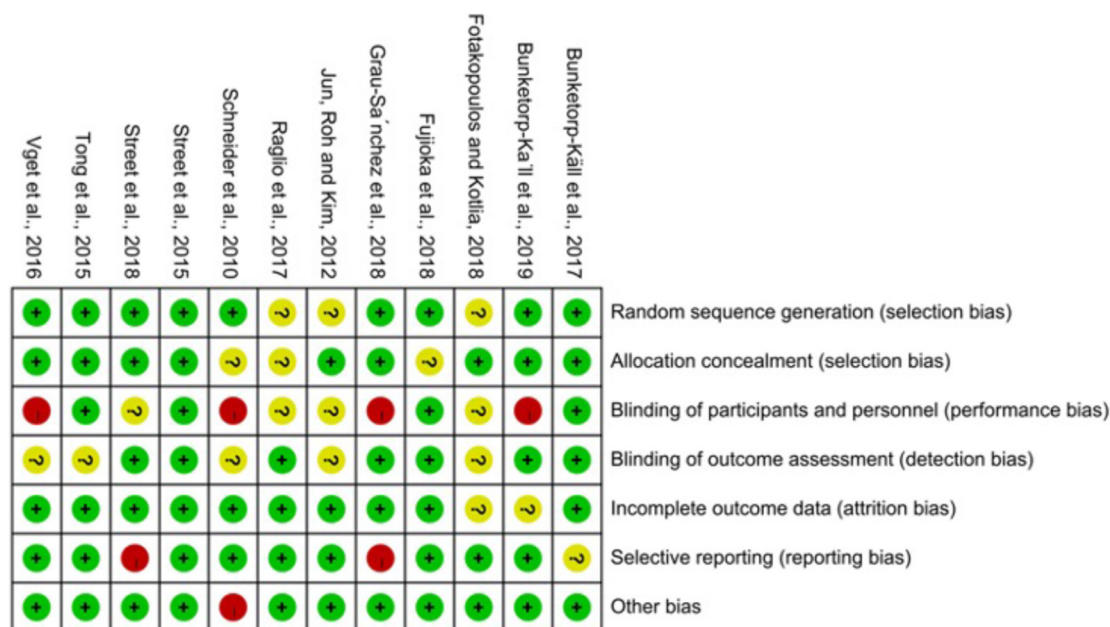 Vget et al., 2016
Tong et al., 2015
Street et al., 2018
Street et al., 2015
Schneider et al., 2010
Raglio et al., 2017
Jun, Roh and Kim, 2012
Grau-Sa´nchez et al., 2018
Fujioka et al., 2018
Fotakopoulos and Kotlia, 2018
Bunketorp-Ka¨ll et al., 2019
Bunketorp-Käll et al., 2017
+ + + + + ? ? + + ? + + Random sequence generation (selection bias)
+ + + + ? ? + + ? + + + Allocation concealment (selection bias)
- + ? + - ? ? - + ? - + Blinding of participants and personnel (performance bias)
? ? + + ? + ? + + ? + + Blinding of outcome assessment (detection bias)
+ + + + + + + + + ? ? + Incomplete outcome data (attrition bias)
+ + - + + + + - + + + ? Selective reporting (reporting bias)
+ + + + - + + + + + + + Other bias